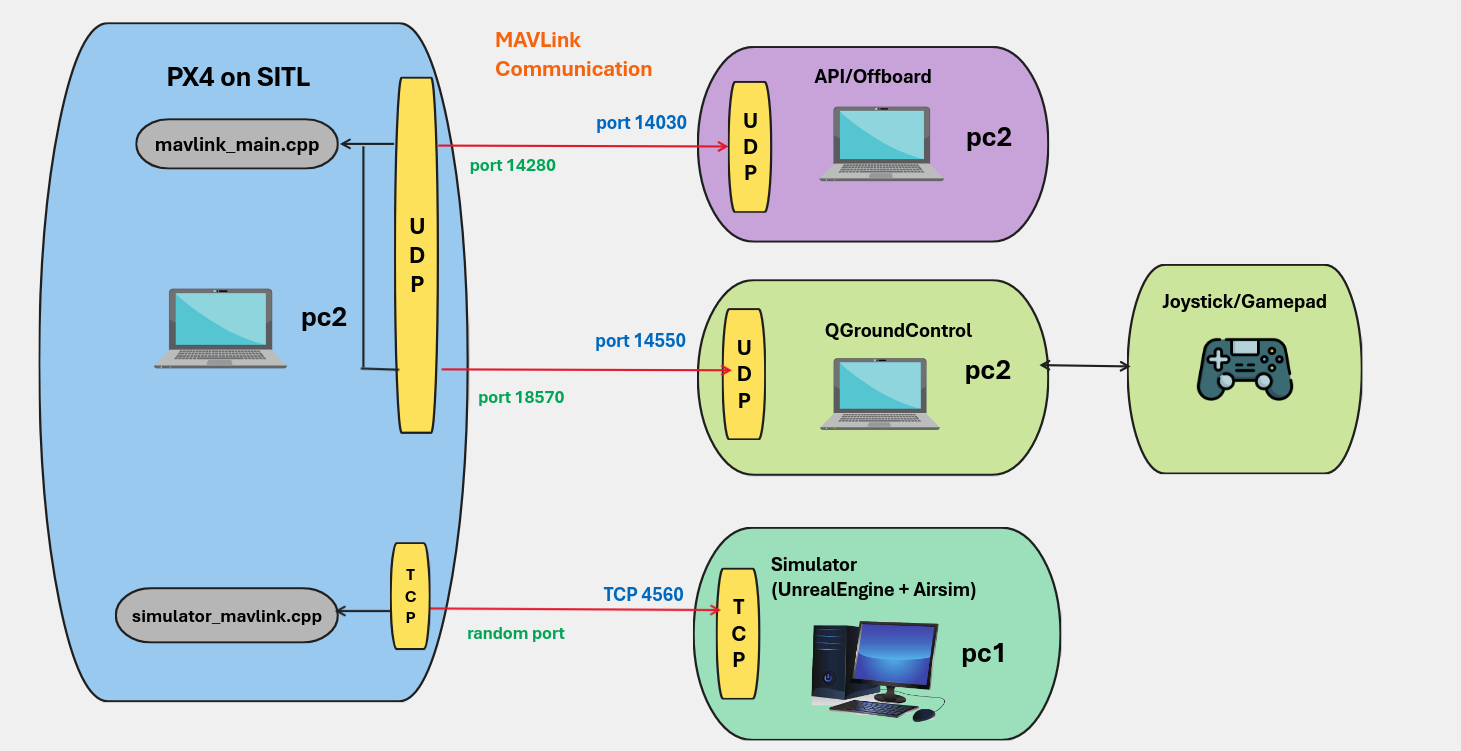 PX4 on SITL
mavlink_main.cpp
pc2
U
D
P
T
C
P
simulator_mavlink.cpp
MAVLink
Communication
port 14030
port 14280
port 14550
port 18570
TCP 4560
random port
API/Offboard
U
D
P
pc2
QGroundControl
U
D
P
pc2
Joystick/Gamepad
Simulator
(UnrealEngine + Airsim)
T
C
P
pc1